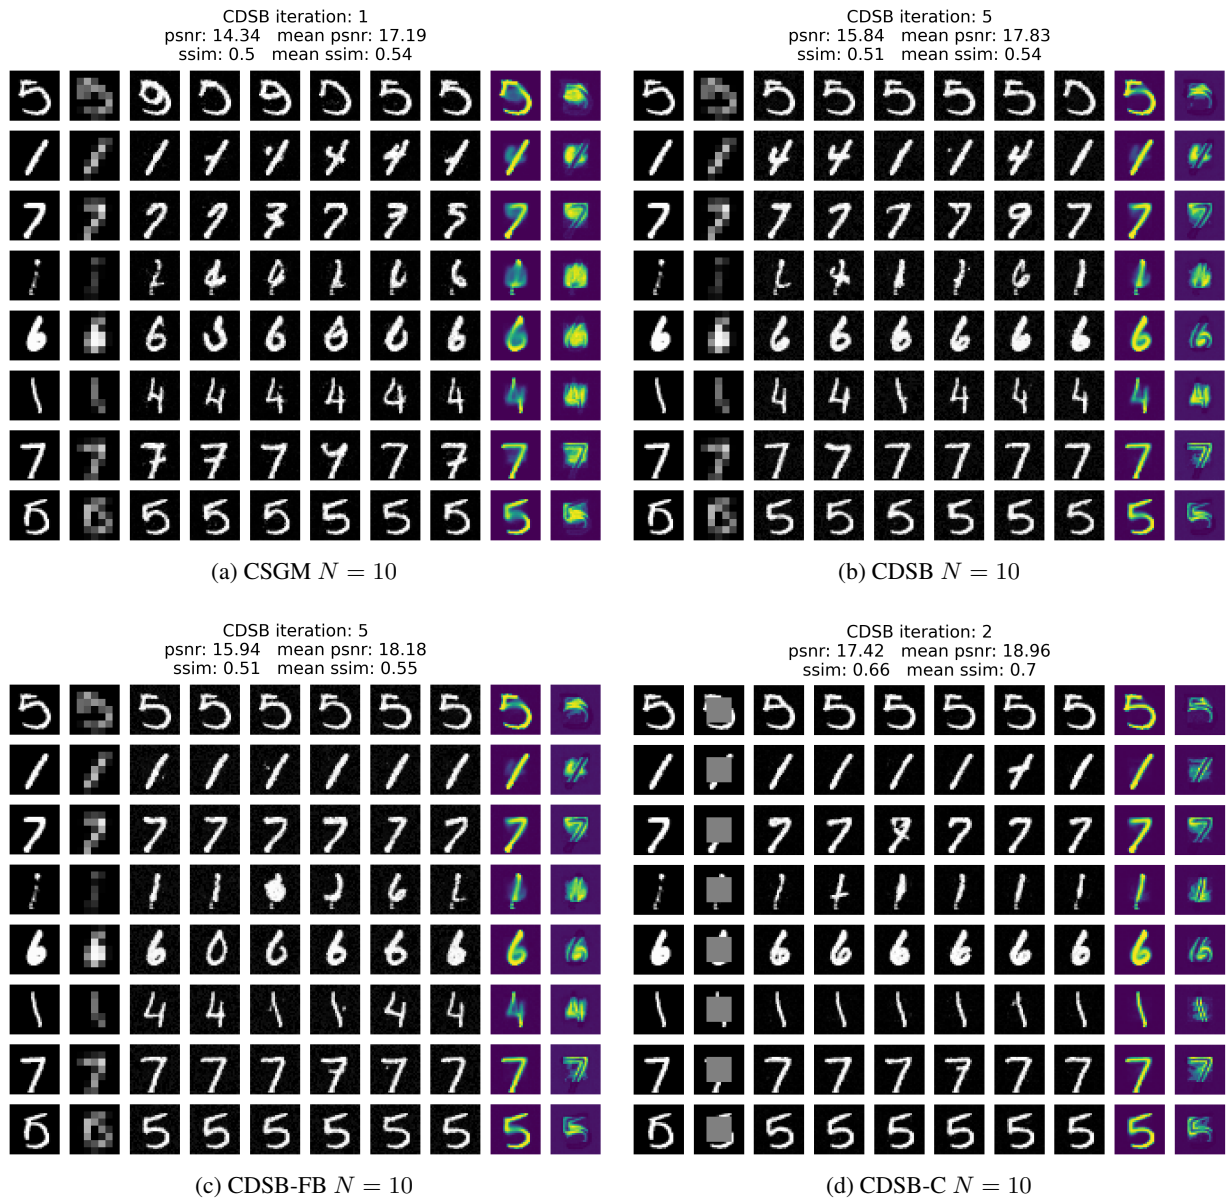 CDSB iteration: 1
psnr: 14.34 mean psnr: 17.19
ssim: 0.5 mean ssim: 0.54
(a) CSGM N = 10
CDSB iteration: 5
psnr: 15.84 mean psnr: 17.83
ssim: 0.51 mean ssim: 0.54
(b) CDSB N = 10
CDSB iteration: 5
psnr: 15.94 mean psnr: 18.18
ssim: 0.51 mean ssim: 0.55
(c) CDSB-FB N = 10
CDSB iteration: 2
psnr: 17.42 mean psnr: 18.96
ssim: 0.66 mean ssim: 0.7
(d) CDSB-C N = 10